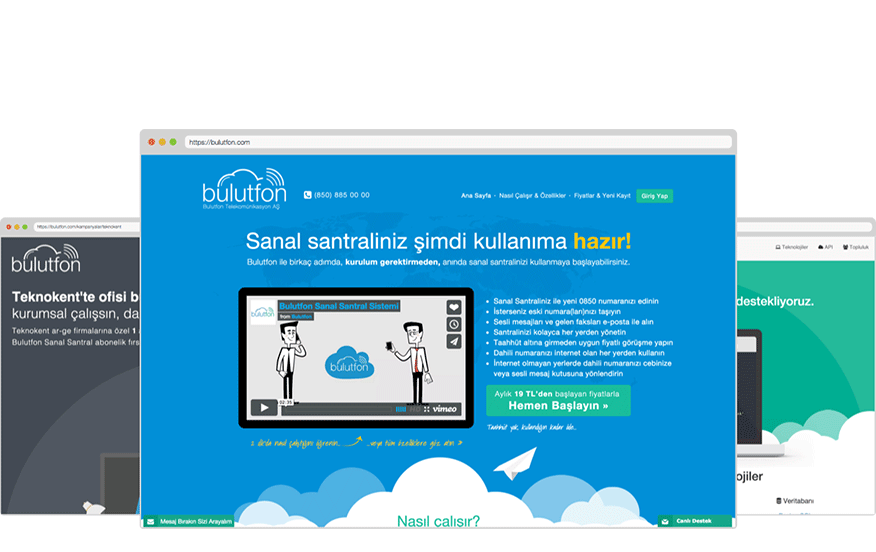 https://bulutfon.com
bulutfon
Bulutfon Telekomünikasyon AŞ
(850) 885 00 00
Ana Sayfa • Nasıl Çalışır & Özellikler • Fiyatlar & Yeni Kayıt
Giriş Yap
Sanal santraliniz şimdi kullanıma hazır!
Bulutfon ile birkaç adımda, kurulum gerektirmeden, anında sanal santralinizi kullanmaya başlayabilirsiniz.
bulutfon
Bulutfon Sanal Santral Sistemi
from Bulutfon
bulutfon
02:35
HD
vimeo
• Sanal Santraliniz ile yeni 0850 numaranızı edinin
• İsterseniz eski numara(ları)nızı taşıyın
• Sesli mesajları ve gelen faksları e-posta ile alın
• Santralinizi kolayca her yerden yönetin
• Taahhüt altına girmeden uygun fiyatlı görüşme yapın
• Dahili numaranızı internet olan her yerden kullanın
• İnternet olmayan yerlerde dahili numaranızı cebinize
veya sesli mesaj kutusuna yönlendirin
Aylık 19 TL'den başlayan fiyatlarla
Hemen Başlayın »
Taahhüt yok, kullandığın kadar öde..
2 dk'da nasıl çalıştığını öğrenin..
..veya tüm özelliklere göz atın »
Nasıl çalışır?
Mesaj Bırakın Sizi Arayalım
Canlı Destek
https://bulutfon.com/kampanyalar/teknokent
bulutfon
Teknokent'te ofisi b
kurumsal çalışsın, da
Teknokent ar-ge firmalarına özel 1
Bulutfon Sanal Santral abonelik fırs
Teknolojiler
API
Topluluk
destekliyoruz.
ojiler
Veritabanı